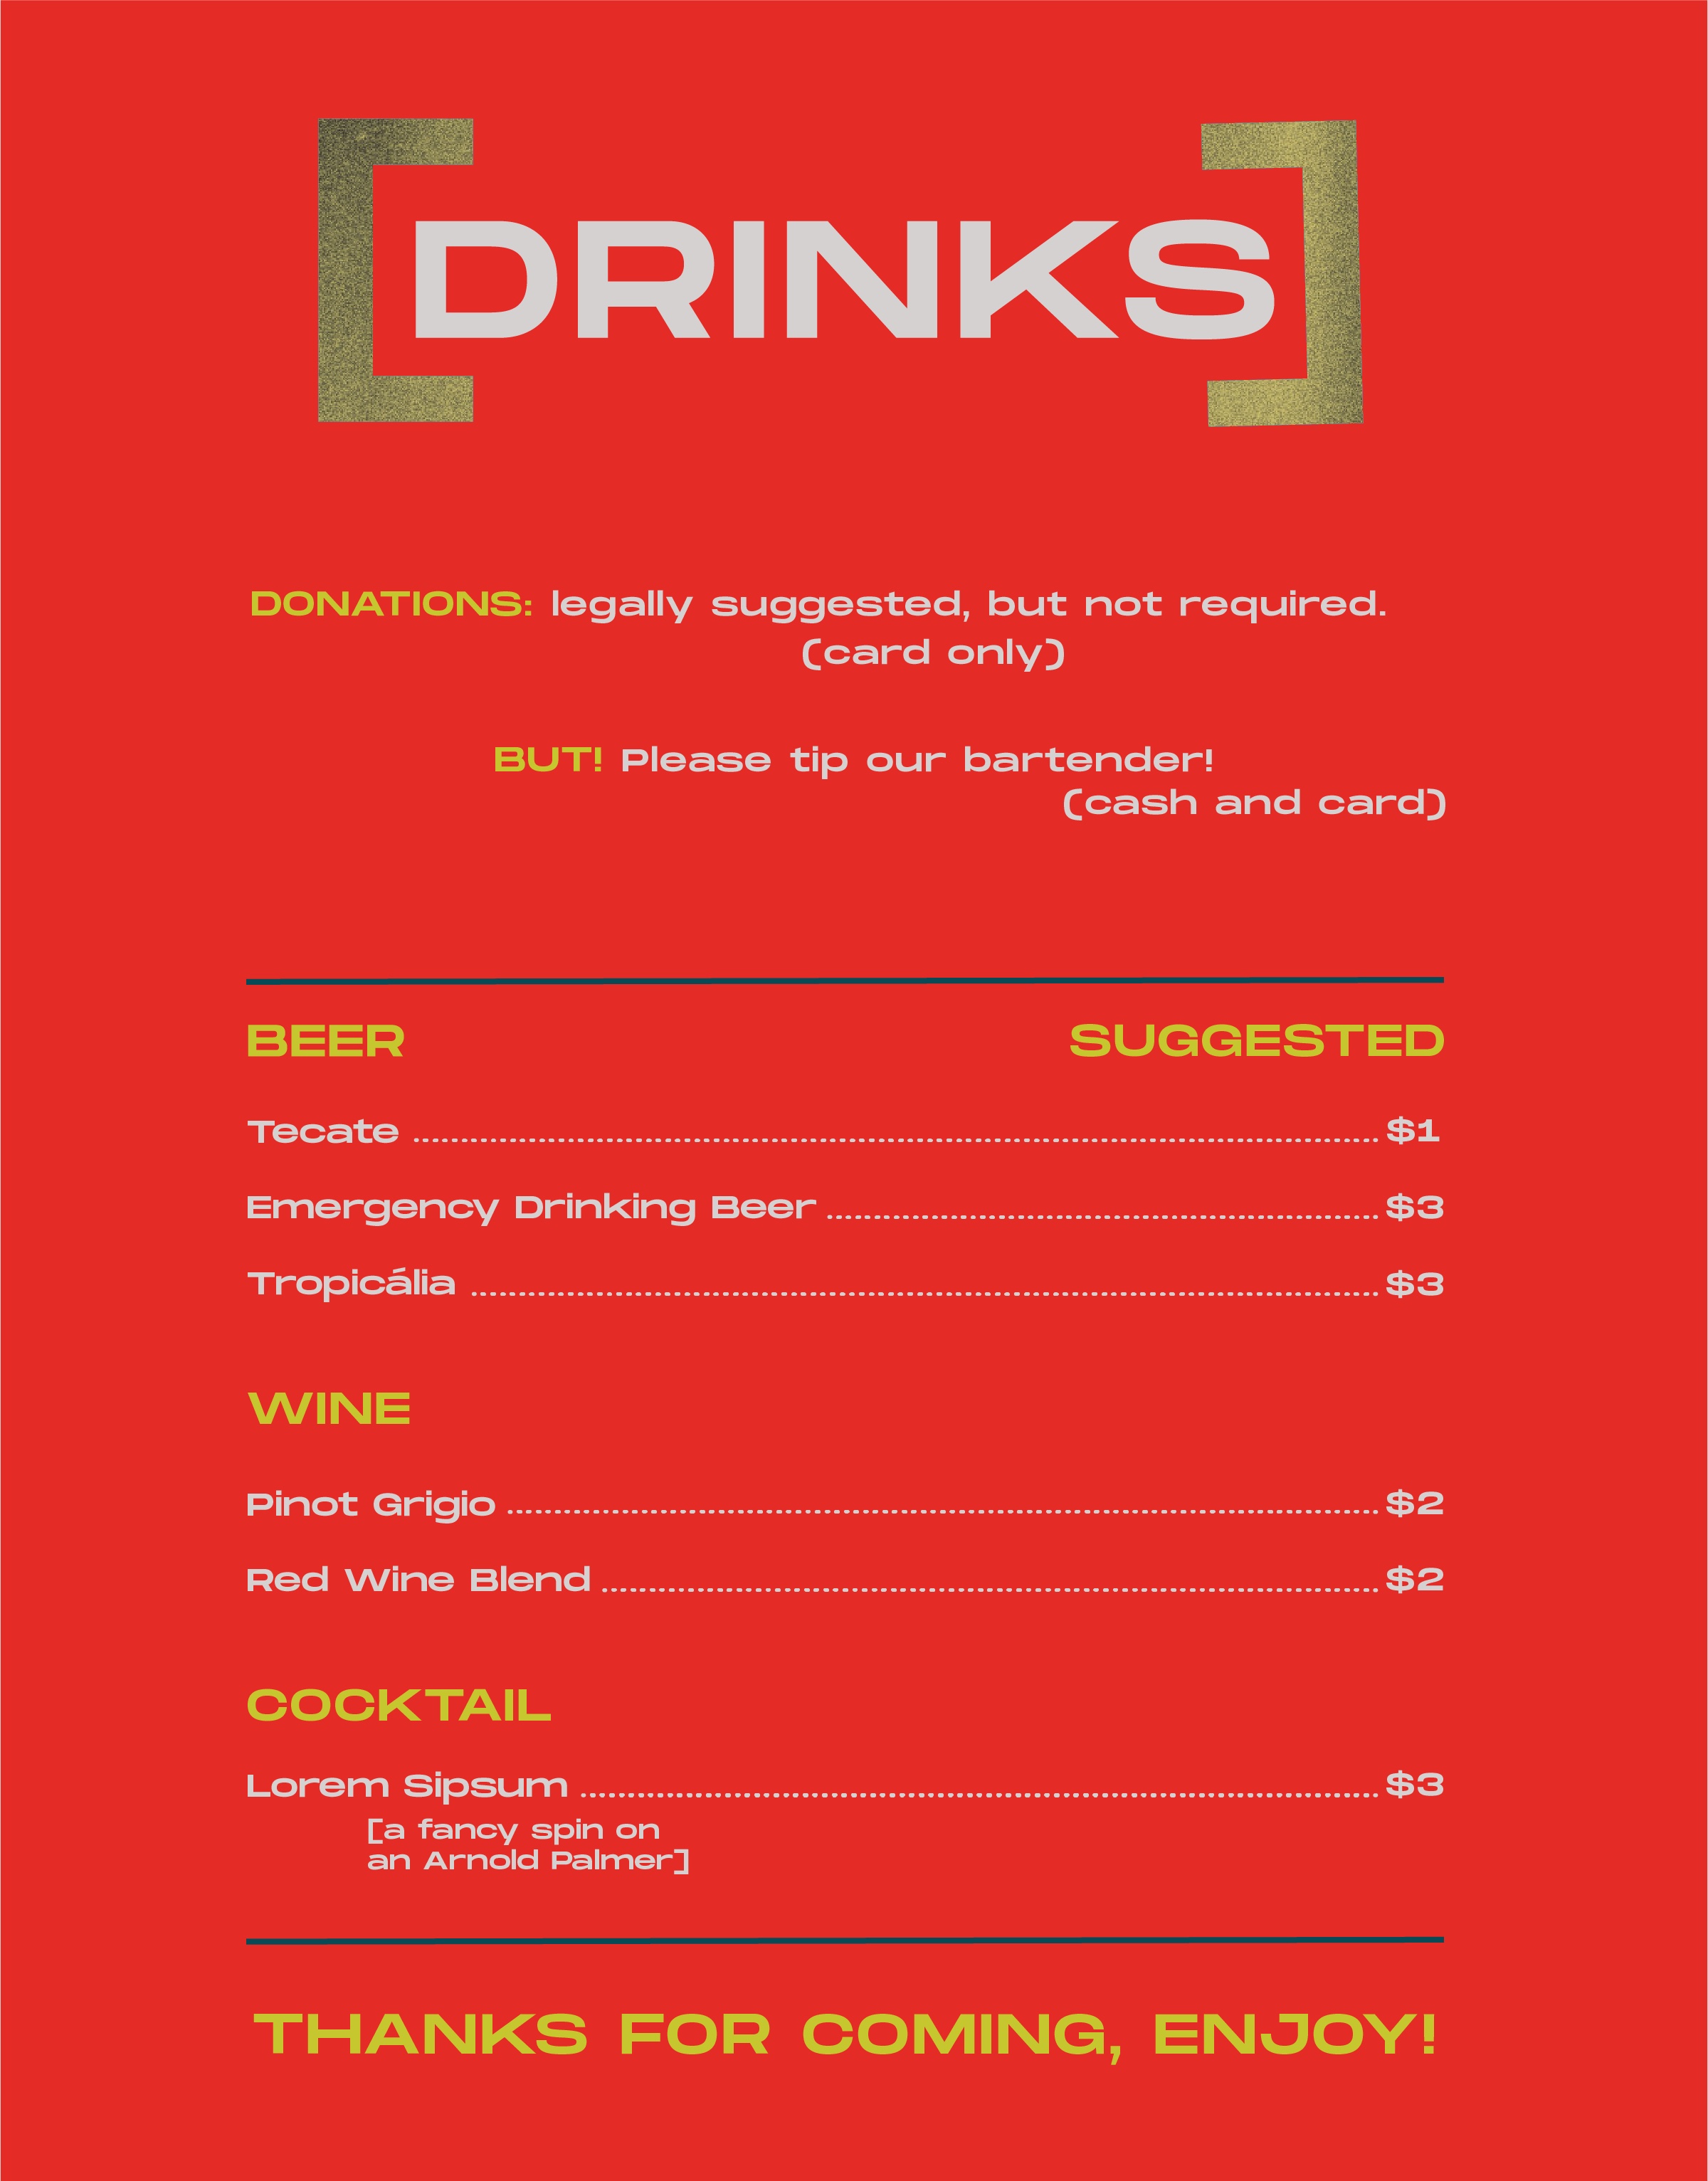 [DRINKS]
DONATIONS: legally suggested, but not required.
(card only)
BUT! Please tip our bartender!
(cash and card)
BEER SUGGESTED
Tecate ........ $1
Emergency Drinking Beer ........ $3
Tropicália ........ $3
WINE
Pinot Grigio ........ $2
Red Wine Blend ........ $2
COCKTAIL
Lorem Sipsum ........ $3
[a fancy spin on
an Arnold Palmer]
THANKS FOR COMING, ENJOY!